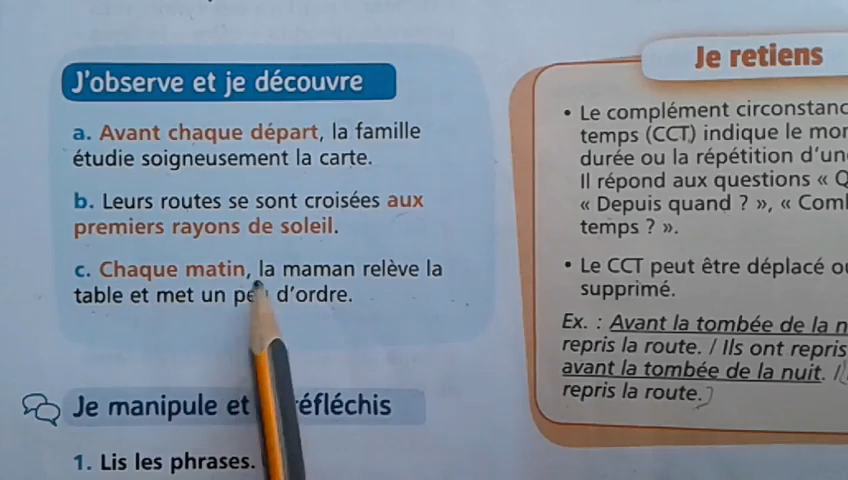 J'observe et je découvre
a. Avant chaque départ, la famille
étudie soigneusement la carte.
b. Leurs routes se sont croisées aux
premiers rayons de soleil.
c. Chaque matin, la maman relève la
table et met un d'ordre.
Je manipule et
1. Lis les phrases.
Je retiens
• Le complément
temps (CCT) indique le
durée ou la répétition
Il répond aux questions «
« Depuis quand ? », «
temps ? ».
• Le CCT peut être déplacé
supprimé.
Ex. : Avant la tombée de la
repris la route. / Ils ont repris
avant la tombée de la nuit. /
repris la route.